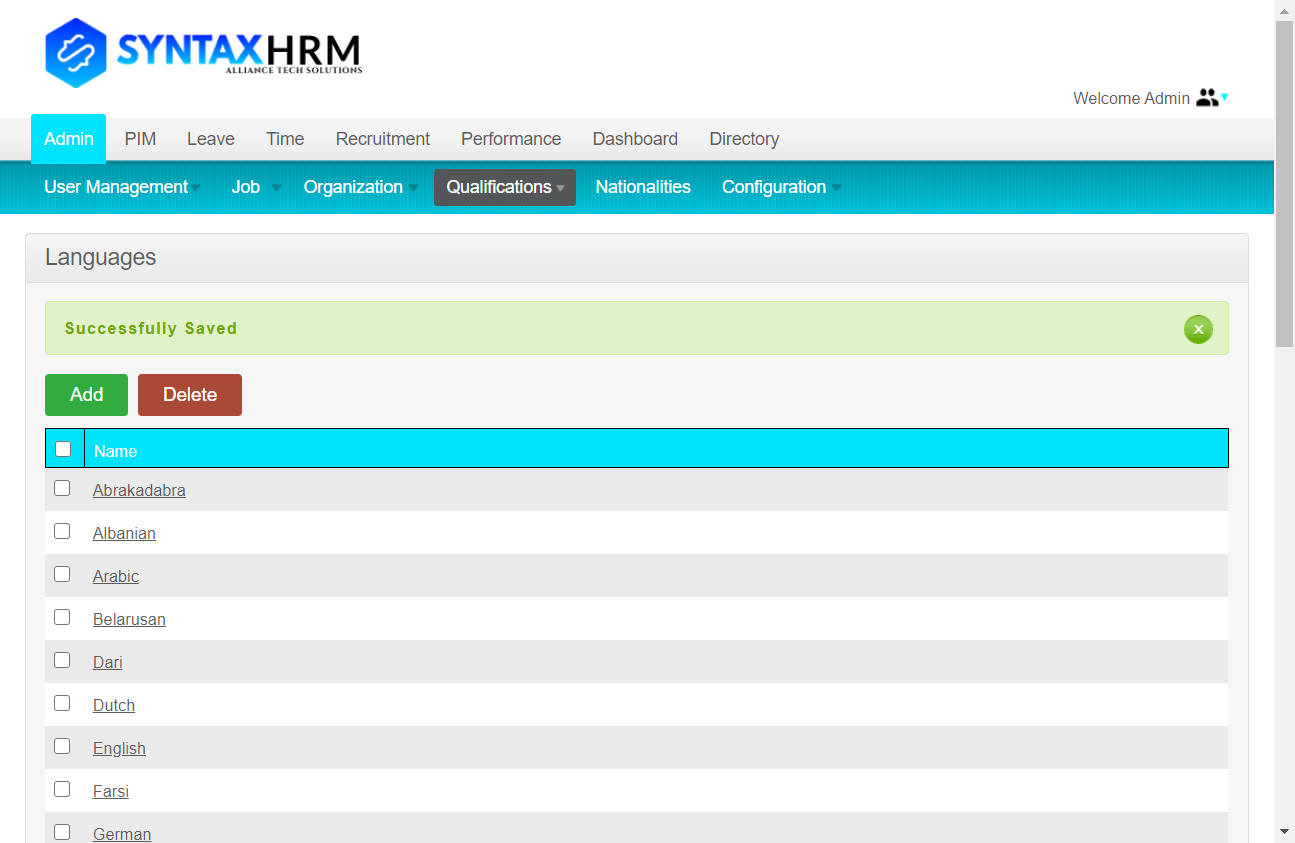 SYNTAXHRM
ALLIANCE TECH SOLUTIONS
Welcome Admin
Admin PIM Leave Time Recruitment Performance Dashboard Directory
User Management Job Organization Qualifications Nationalities Configuration
Languages
Successfully Saved
x
Add Delete
Name
Abrakadabra
Albanian
Arabic
Belarusan
Dari
Dutch
English
Farsi
German